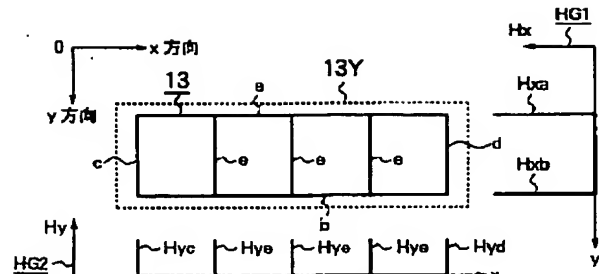 HG1
0 x 方向 Hx
13 a 13Y Hxa
y 方向
c e e e d
Hxb
b
Hy
Hyc Hye Hye Hye Hyd
HG2
y